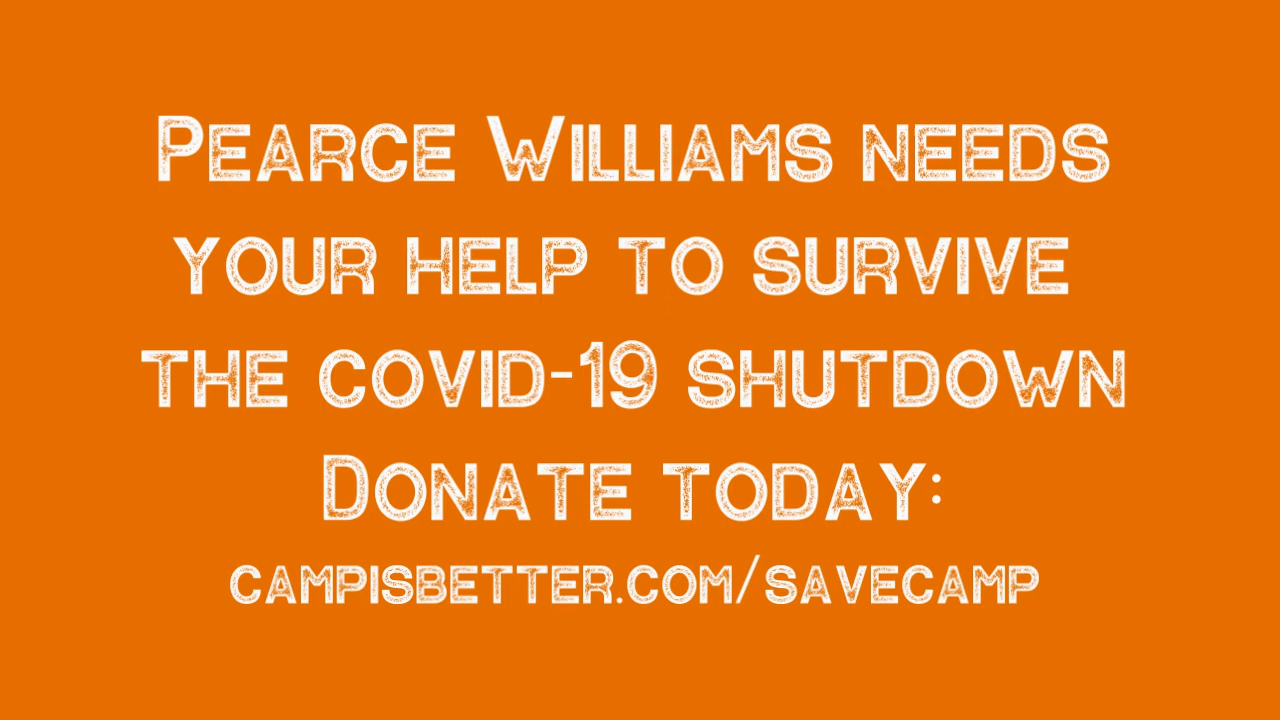 Pearce Williams needs
your help to survive
the covid-19 shutdown
Donate today:
campisbetter.com/savecamp